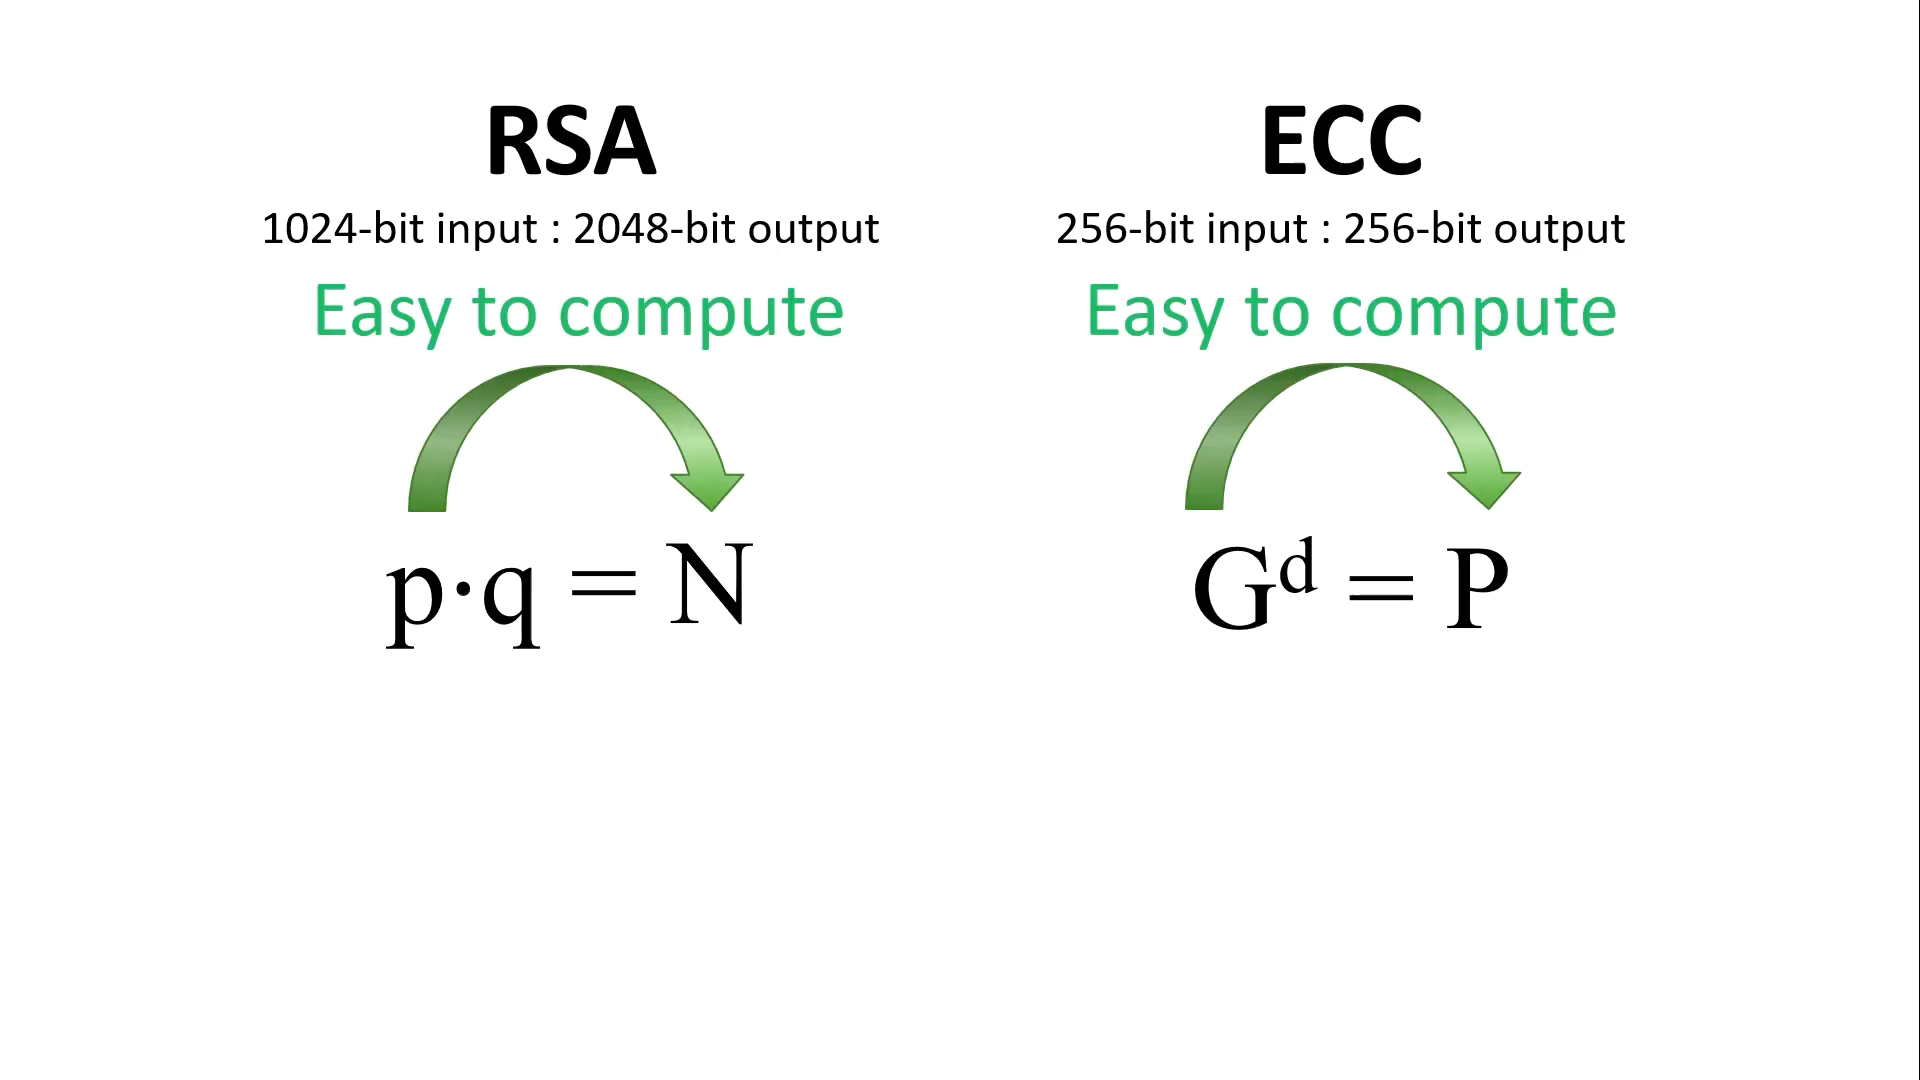 RSA
1024-bit input : 2048-bit output
Easy to compute
p·q = N
ECC
256-bit input : 256-bit output
Easy to compute
Gᵈ = P